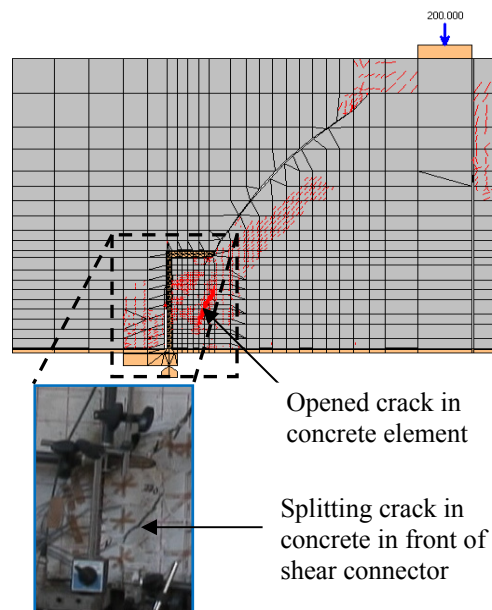 200.000
Opened crack in
concrete element
Splitting crack in
concrete in front of
shear connector